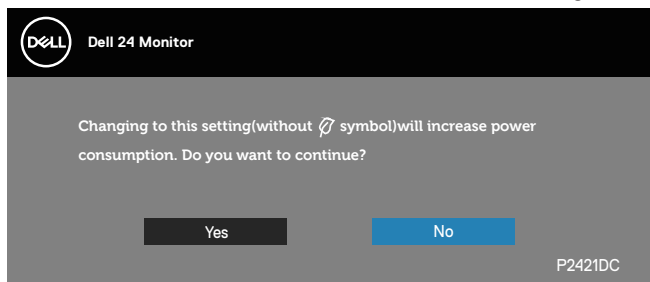 DELL
Dell 24 Monitor
Changing to this setting(without symbol)will increase power
consumption. Do you want to continue?
Yes No
P2421DC